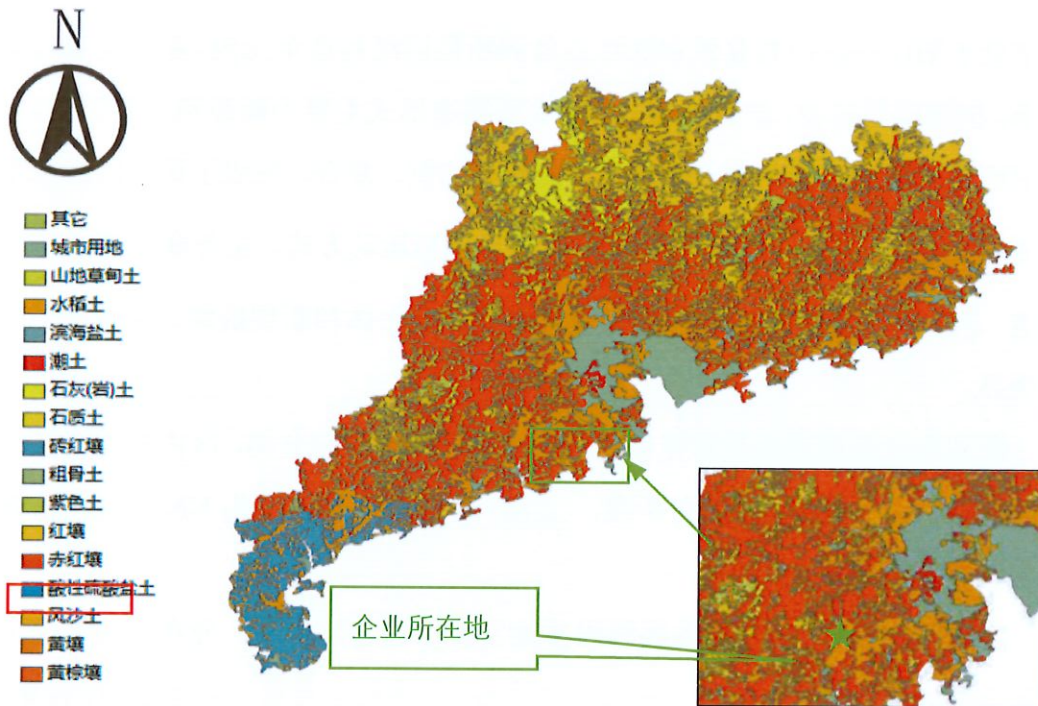 N
其它
城市用地
山地草甸土
水稻土
滨海盐土
潮土
石灰(岩)土
石质土
砖红壤
粗骨土
紫色土
红壤
赤红壤
酸性硫酸盐土
风沙土
黄壤
黄棕壤
企业所在地